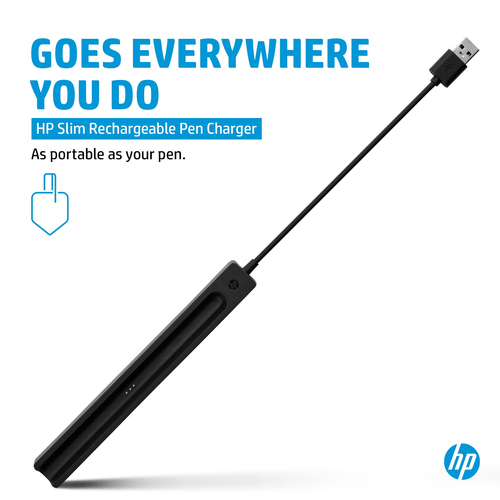 GOES EVERYWHERE
YOU DO
HP Slim Rechargeable Pen Charger
As portable as your pen.
hp